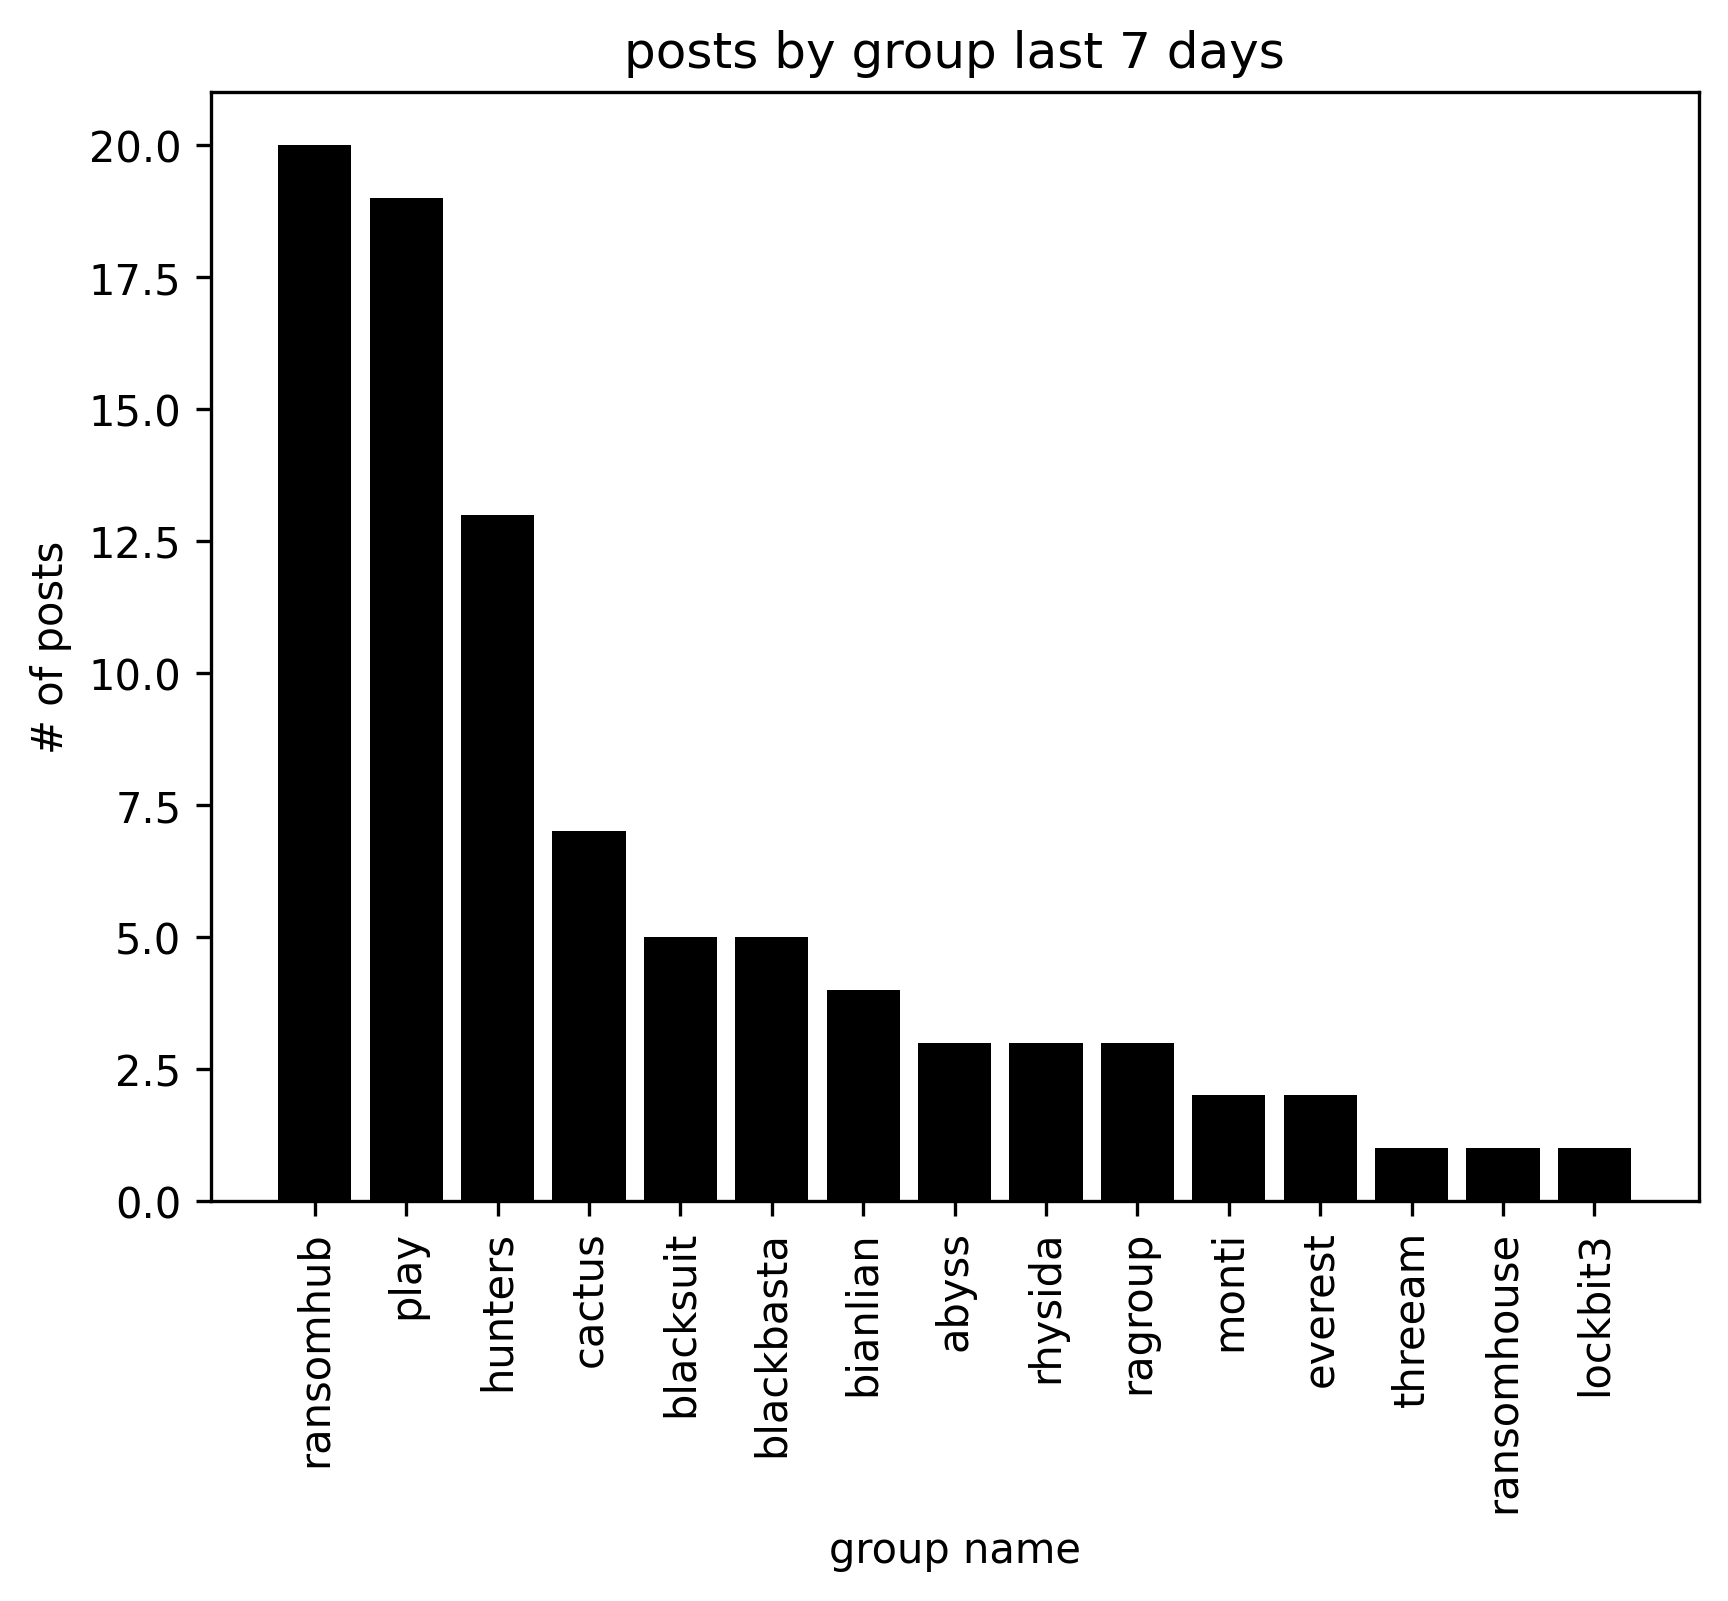 posts by group last 7 days
20.0
17.5
15.0
12.5
10.0
7.5
5.0
2.5
0.0
# of posts
ransomhub
play
hunters
cactus
blacksuit
blackbasta
bianlian
abyss
rhysida
ragroup
monti
everest
threeam
ransomhouse
lockbit3
group name